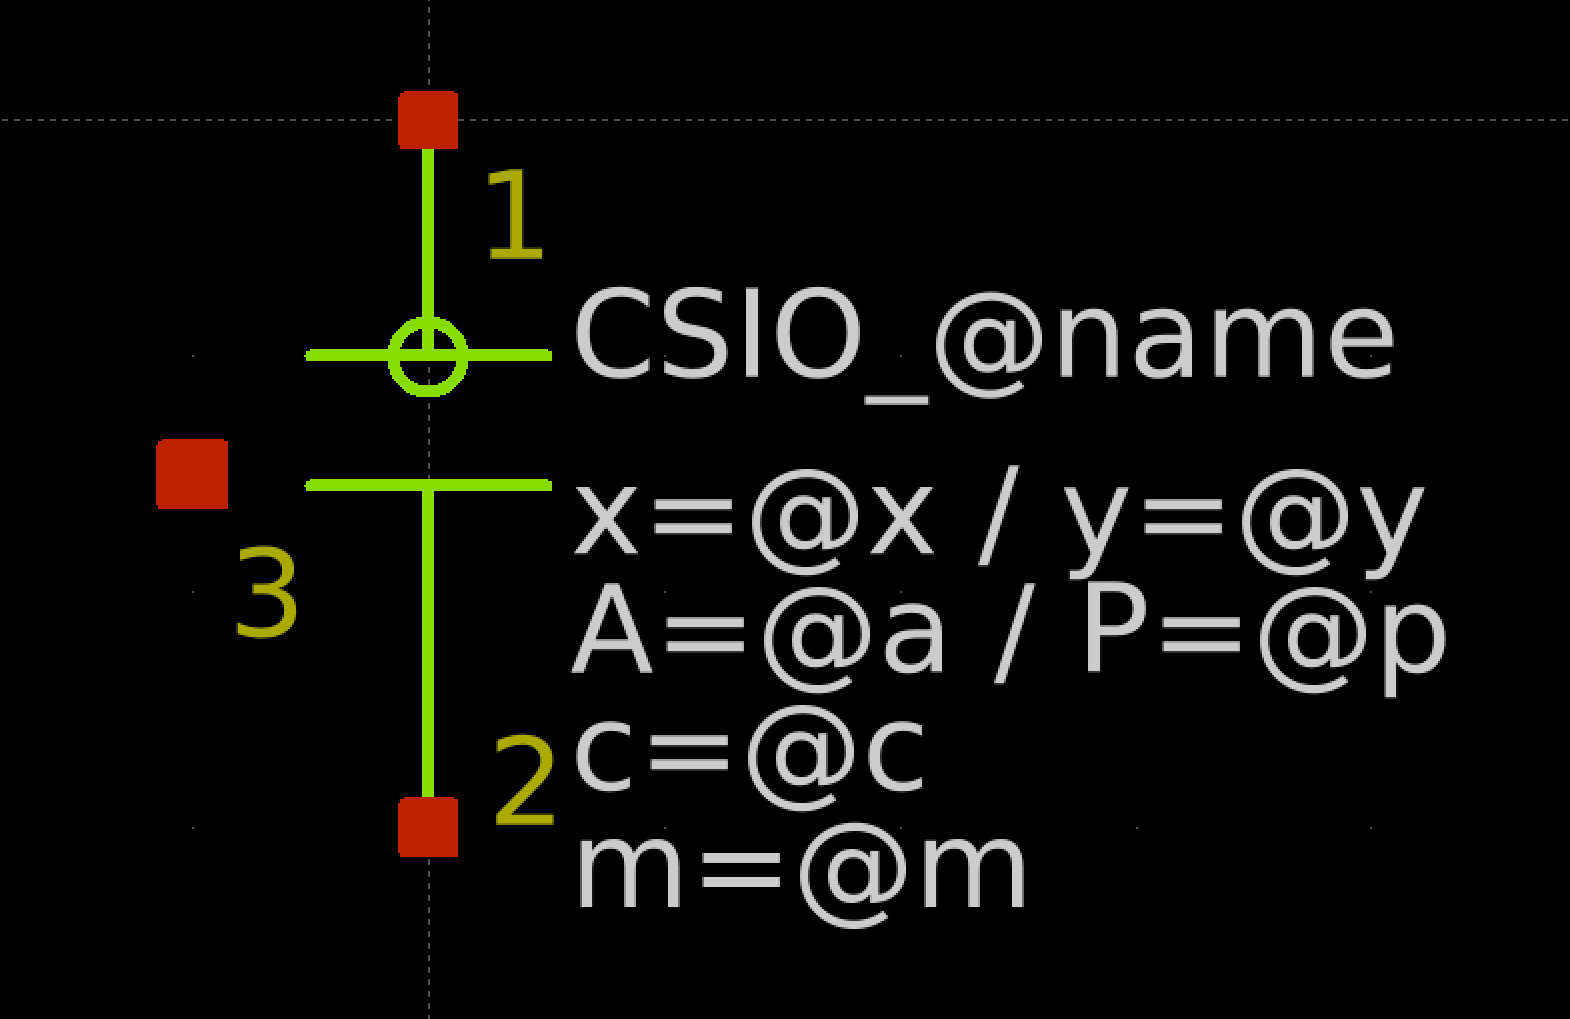 1
CSIO_@name
x=@x / y=@y
3
A=@a / P=@p
2
c=@c
m=@m